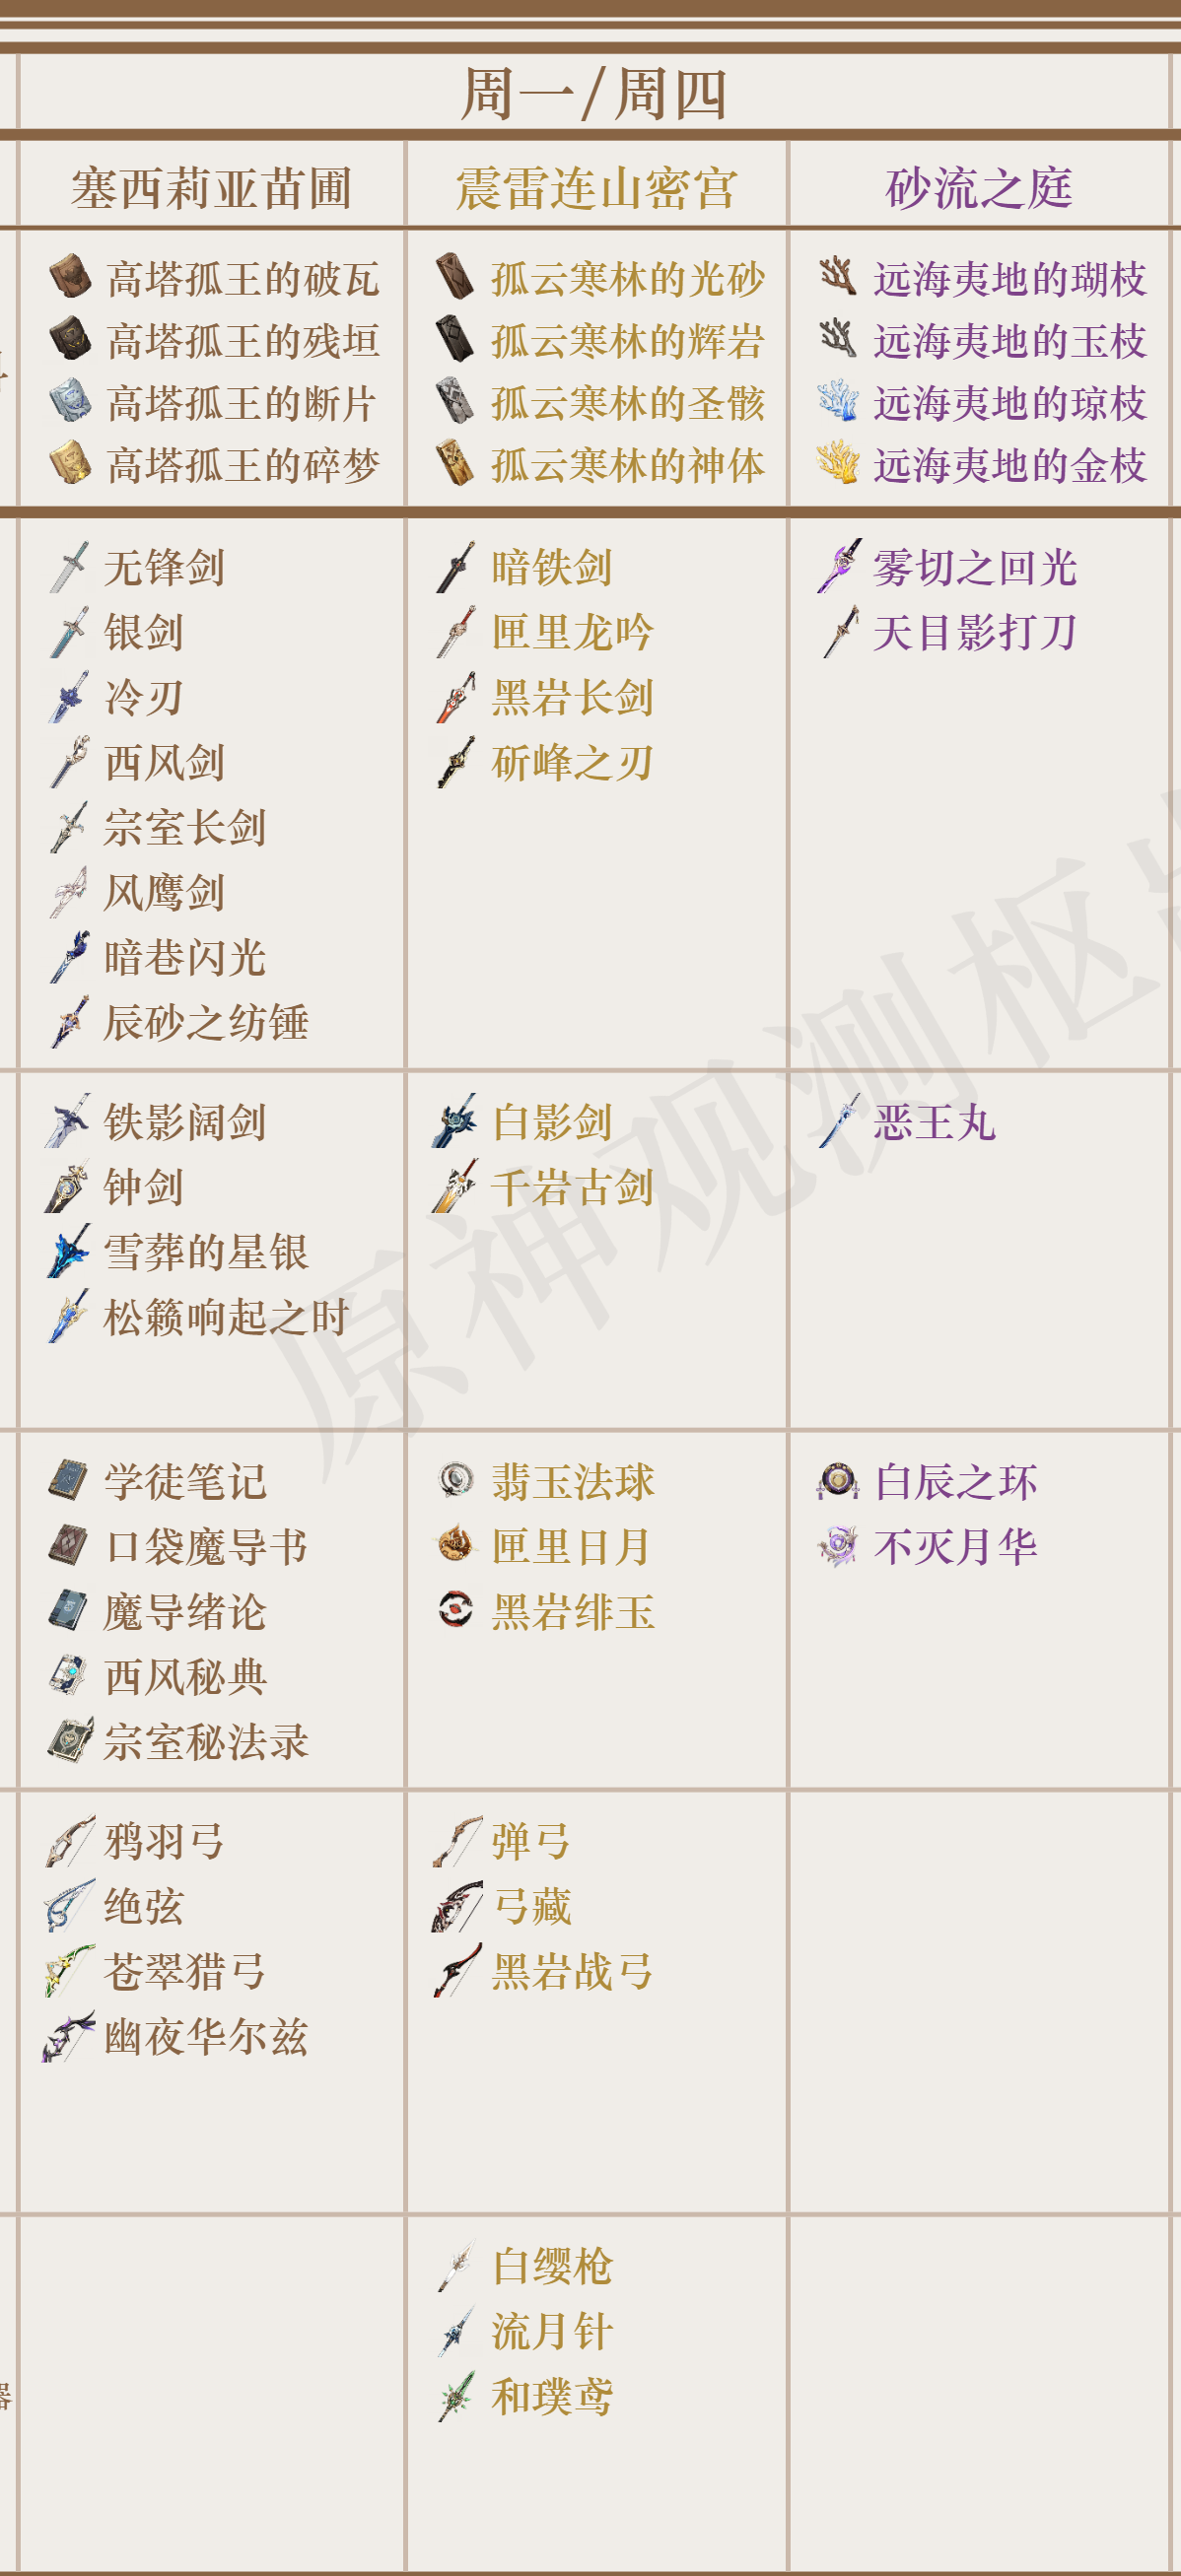 周一/周四
塞西莉亚苗圃 震雷连山密宫 砂流之庭
高塔孤王的破瓦 孤云寒林的光砂 远海夷地的瑚枝
高塔孤王的残垣 孤云寒林的辉岩 远海夷地的玉枝
高塔孤王的断片 孤云寒林的圣骸 远海夷地的琼枝
高塔孤王的碎梦 孤云寒林的神体 远海夷地的金枝
无锋剑 暗铁剑 雾切之回光
银剑 匣里龙吟 天目影打刀
冷刃 黑岩长剑
西风剑 斫峰之刃
宗室长剑
风鹰剑
暗巷闪光
辰砂之纺锤
铁影阔剑 白影剑 恶王丸
钟剑 千岩古剑
雪葬的星银
松籁响起之时
学徒笔记 翡玉法球 白辰之环
口袋魔导书 匣里日月 不灭月华
魔导绪论 黑岩绯玉
西风秘典
宗室秘法录
鸦羽弓 弹弓
绝弦 弓藏
苍翠猎弓 黑岩战弓
幽夜华尔兹
白缨枪
流月针
器 和璞鸢
原神观测枢